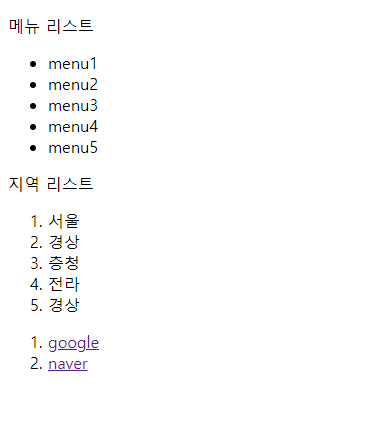 메뉴 리스트
• menu1
• menu2
• menu3
• menu4
• menu5
지역 리스트
1. 서울
2. 경상
3. 충청
4. 전라
5. 경상
1. google
2. naver